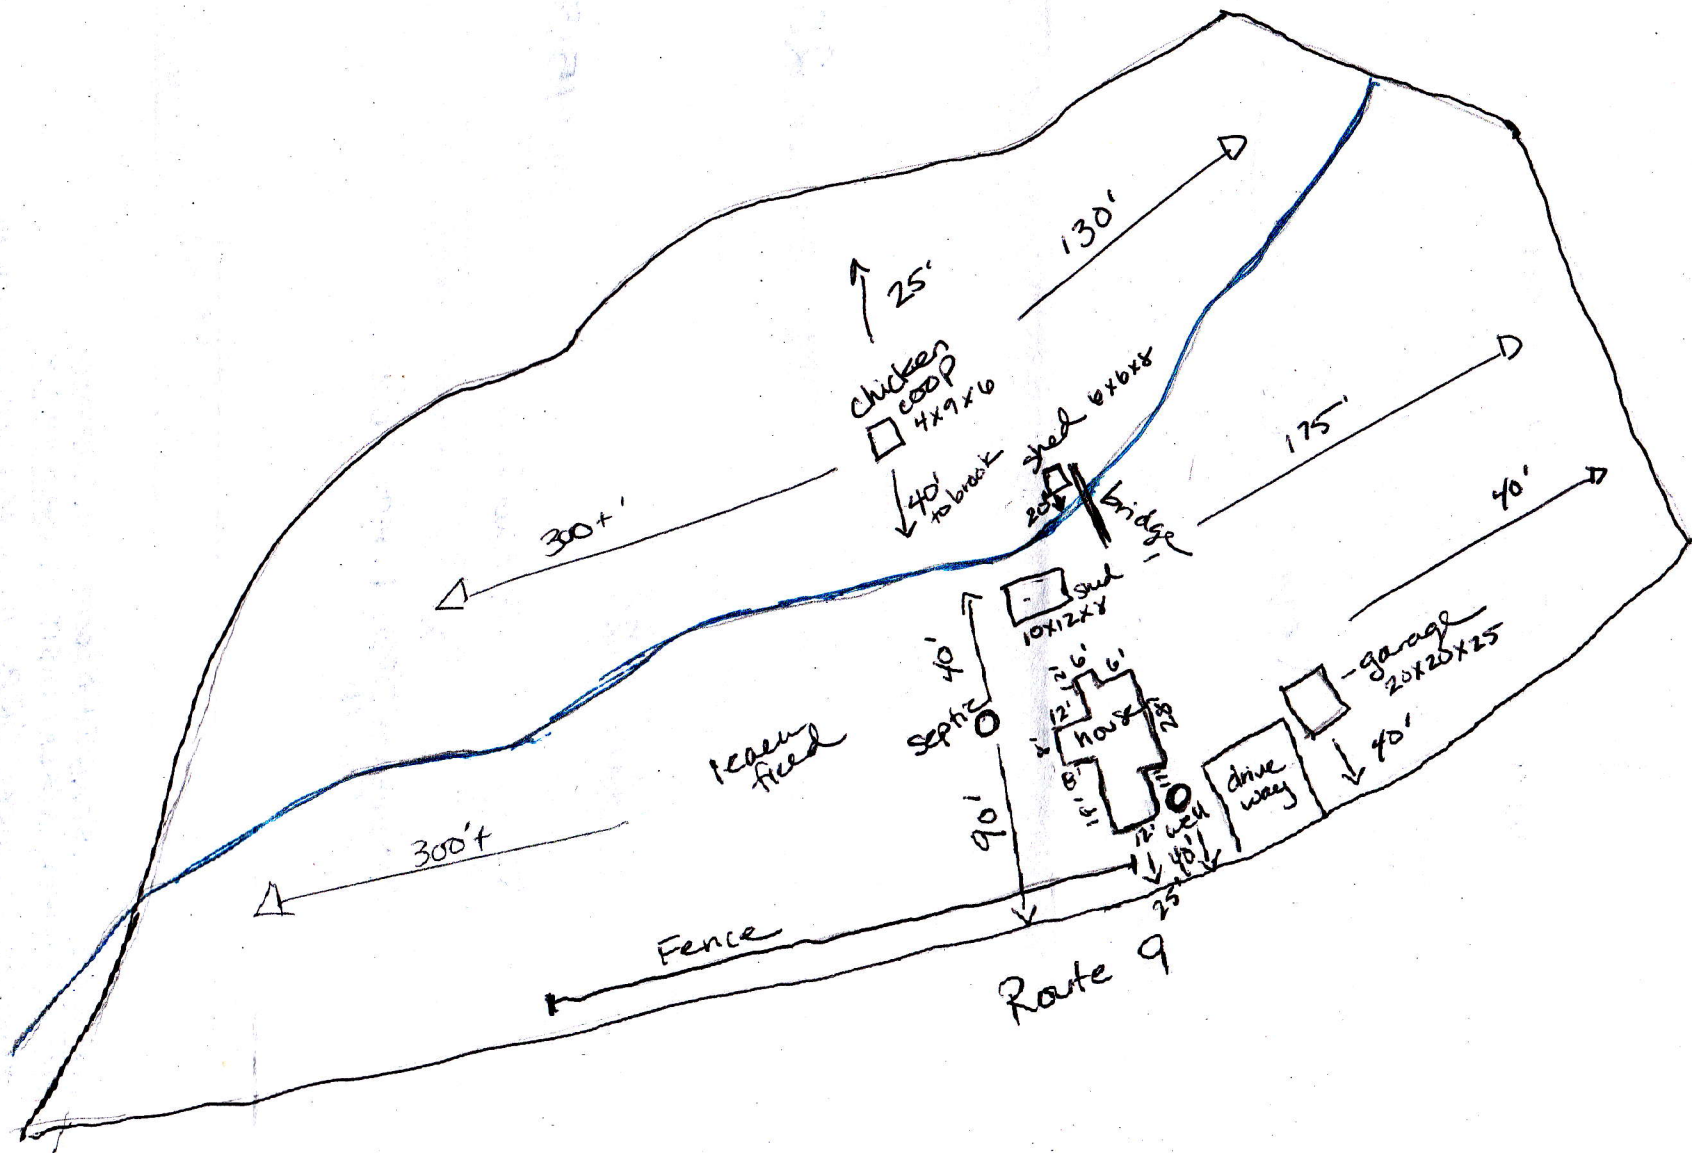 130'
25'
chicken
coop
4x9x6
shed 6x6x8
175'
40'
to brook
20'
bridge
40'
300+'
shed
10x12x8
garage
20x20x25
40'
septic
6'
6'
12'
house
28'
8'
8'
40'
drive
way
well
90'
12'
40'
25'
300'+
Fence
Route 9